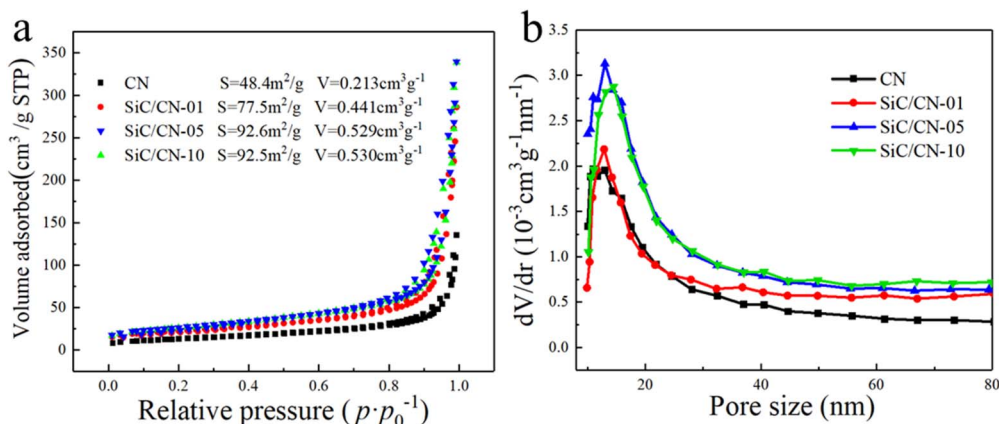 a
Volume adsorbed(cm³/g STP)
350
300
250
200
150
100
50
0
CN S=48.4m²/g V=0.213cm³g⁻¹
SiC/CN-01 S=77.5m²/g V=0.441cm³g⁻¹
SiC/CN-05 S=92.6m²/g V=0.529cm³g⁻¹
SiC/CN-10 S=92.5m²/g V=0.530cm³g⁻¹
0.0 0.2 0.4 0.6 0.8 1.0
Relative pressure ( p·p₀⁻¹)
b
dV/dr (10⁻³cm³g⁻¹nm⁻¹)
3.5
3.0
2.5
2.0
1.5
1.0
0.5
0.0
CN
SiC/CN-01
SiC/CN-05
SiC/CN-10
20 40 60 80
Pore size (nm)